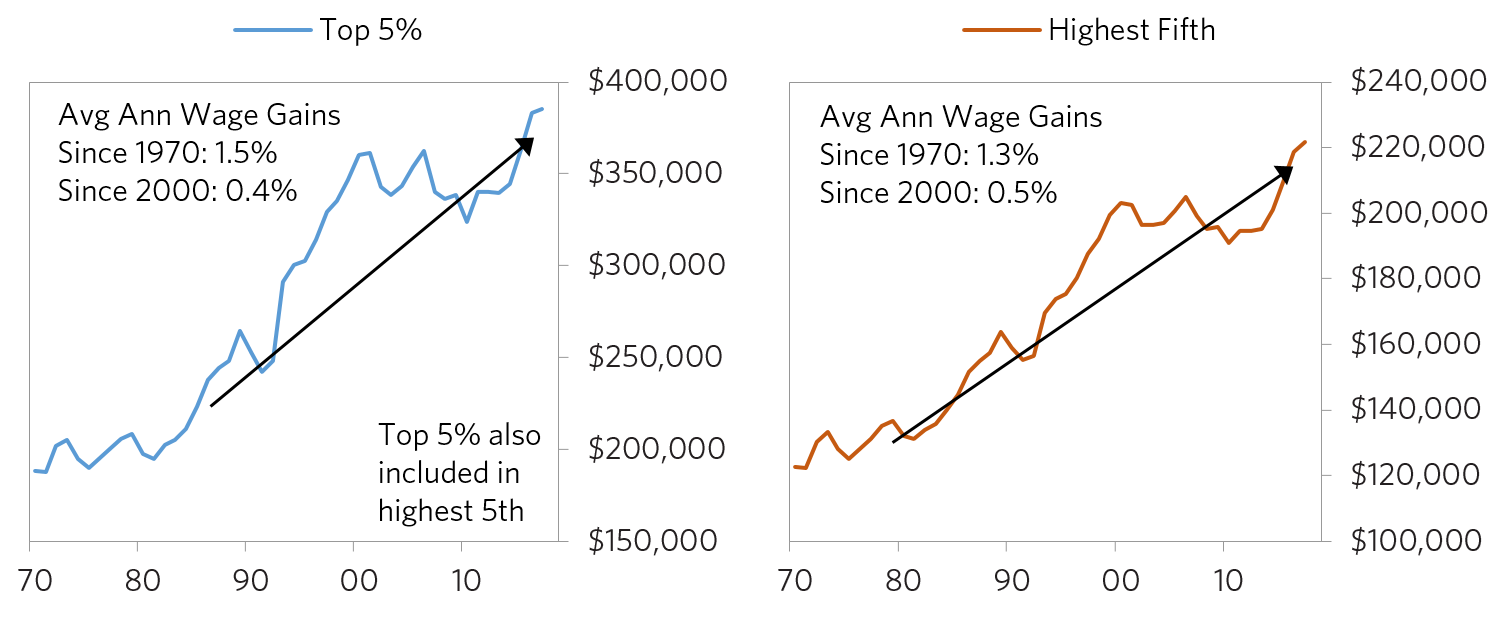 Top 5%
$400,000
$350,000
$300,000
$250,000
$200,000
$150,000
Avg Ann Wage Gains
Since 1970: 1.5%
Since 2000: 0.4%
Top 5% also
included in
highest 5th
70 80 90 00 10
Highest Fifth
$240,000
$220,000
$200,000
$180,000
$160,000
$140,000
$120,000
$100,000
Avg Ann Wage Gains
Since 1970: 1.3%
Since 2000: 0.5%
70 80 90 00 10